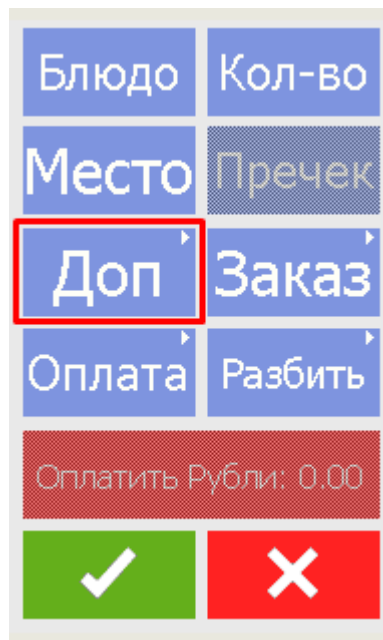 Блюдо Кол-во
Место Пречек
Доп Заказ
Оплата Разбить
Оплатить Рубли: 0.00